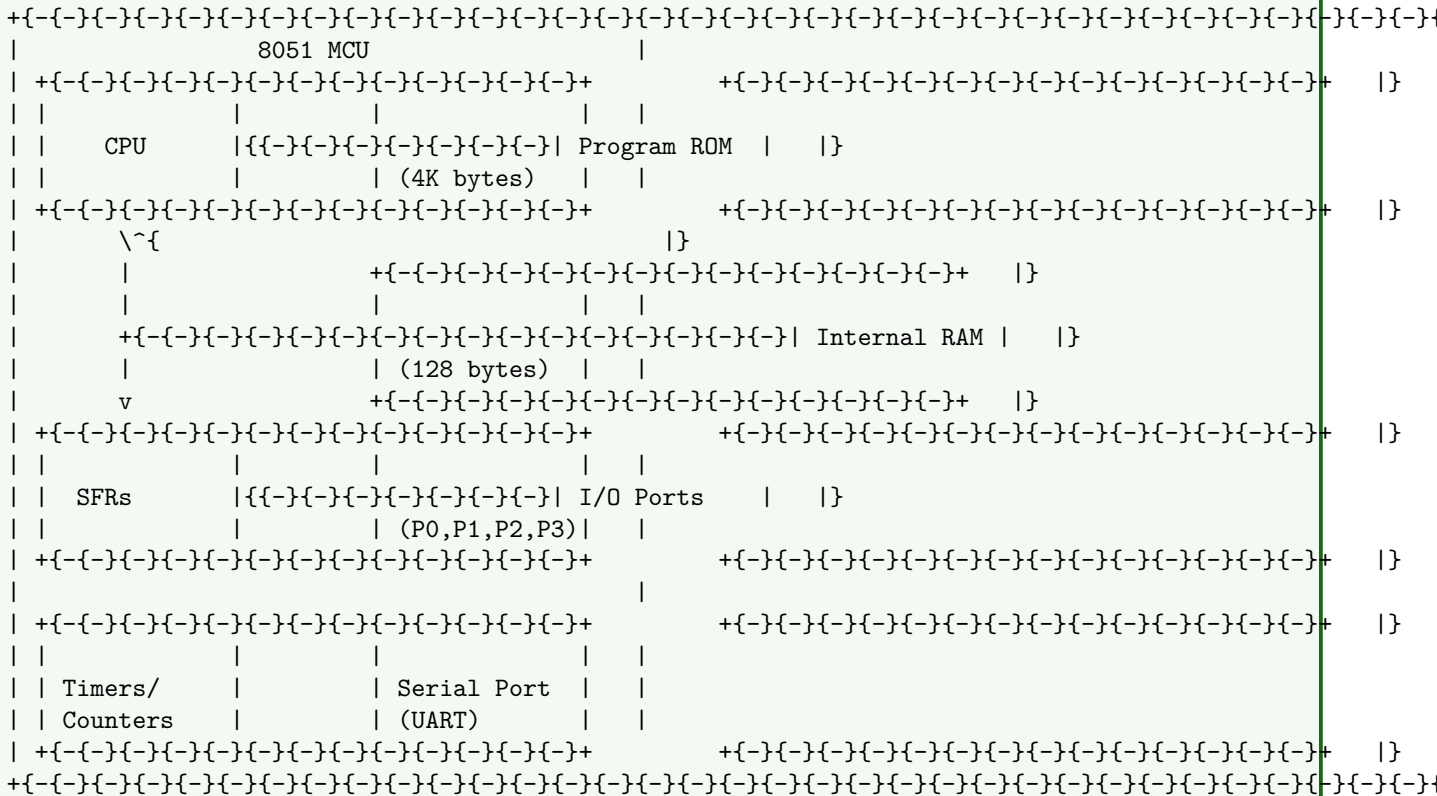 +{-{-}{-}{-}{-}{-}{-}{-}{-}{-}{-}{-}{-}{-}{-}{-}{-}{-}{-}{-}{-}{-}{-}{-}{-}{-}{-}{-}{-}{-}{-}{-}{-}{-}{
|                 8051 MCU                   |
| +{-{-}{-}{-}{-}{-}{-}{-}{-}{-}{-}{-}{-}+         +{-}{-}{-}{-}{-}{-}{-}{-}{-}{-}{-}{-}{-}{-}+   |}
| |             |         |              |   |
| |    CPU      |{{-}{-}{-}{-}{-}{-}{-}| Program ROM  |   |}
| |             |         | (4K bytes)   |   |
| +{-{-}{-}{-}{-}{-}{-}{-}{-}{-}{-}{-}{-}+         +{-}{-}{-}{-}{-}{-}{-}{-}{-}{-}{-}{-}{-}{-}+   |}
|       \^{                                    |}
|       |                 +{-{-}{-}{-}{-}{-}{-}{-}{-}{-}{-}{-}{-}{-}+   |}
|       |                 |              |   |
|       +{-{-}{-}{-}{-}{-}{-}{-}{-}{-}{-}{-}{-}{-}{-}{-}| Internal RAM |   |}
|       |                 | (128 bytes)  |   |
|       v                 +{-{-}{-}{-}{-}{-}{-}{-}{-}{-}{-}{-}{-}{-}+   |}
| +{-{-}{-}{-}{-}{-}{-}{-}{-}{-}{-}{-}{-}+         +{-}{-}{-}{-}{-}{-}{-}{-}{-}{-}{-}{-}{-}{-}+   |}
| |             |         |              |   |
| |  SFRs       |{{-}{-}{-}{-}{-}{-}{-}| I/O Ports    |   |}
| |             |         | (P0,P1,P2,P3)|   |
| +{-{-}{-}{-}{-}{-}{-}{-}{-}{-}{-}{-}{-}+         +{-}{-}{-}{-}{-}{-}{-}{-}{-}{-}{-}{-}{-}{-}+   |}
|                                            |
| +{-{-}{-}{-}{-}{-}{-}{-}{-}{-}{-}{-}{-}+         +{-}{-}{-}{-}{-}{-}{-}{-}{-}{-}{-}{-}{-}{-}+   |}
| |             |         |              |   |
| | Timers/     |         | Serial Port  |   |
| | Counters    |         | (UART)       |   |
| +{-{-}{-}{-}{-}{-}{-}{-}{-}{-}{-}{-}{-}+         +{-}{-}{-}{-}{-}{-}{-}{-}{-}{-}{-}{-}{-}{-}+   |}
+{-{-}{-}{-}{-}{-}{-}{-}{-}{-}{-}{-}{-}{-}{-}{-}{-}{-}{-}{-}{-}{-}{-}{-}{-}{-}{-}{-}{-}{-}{-}{-}{-}{-}{